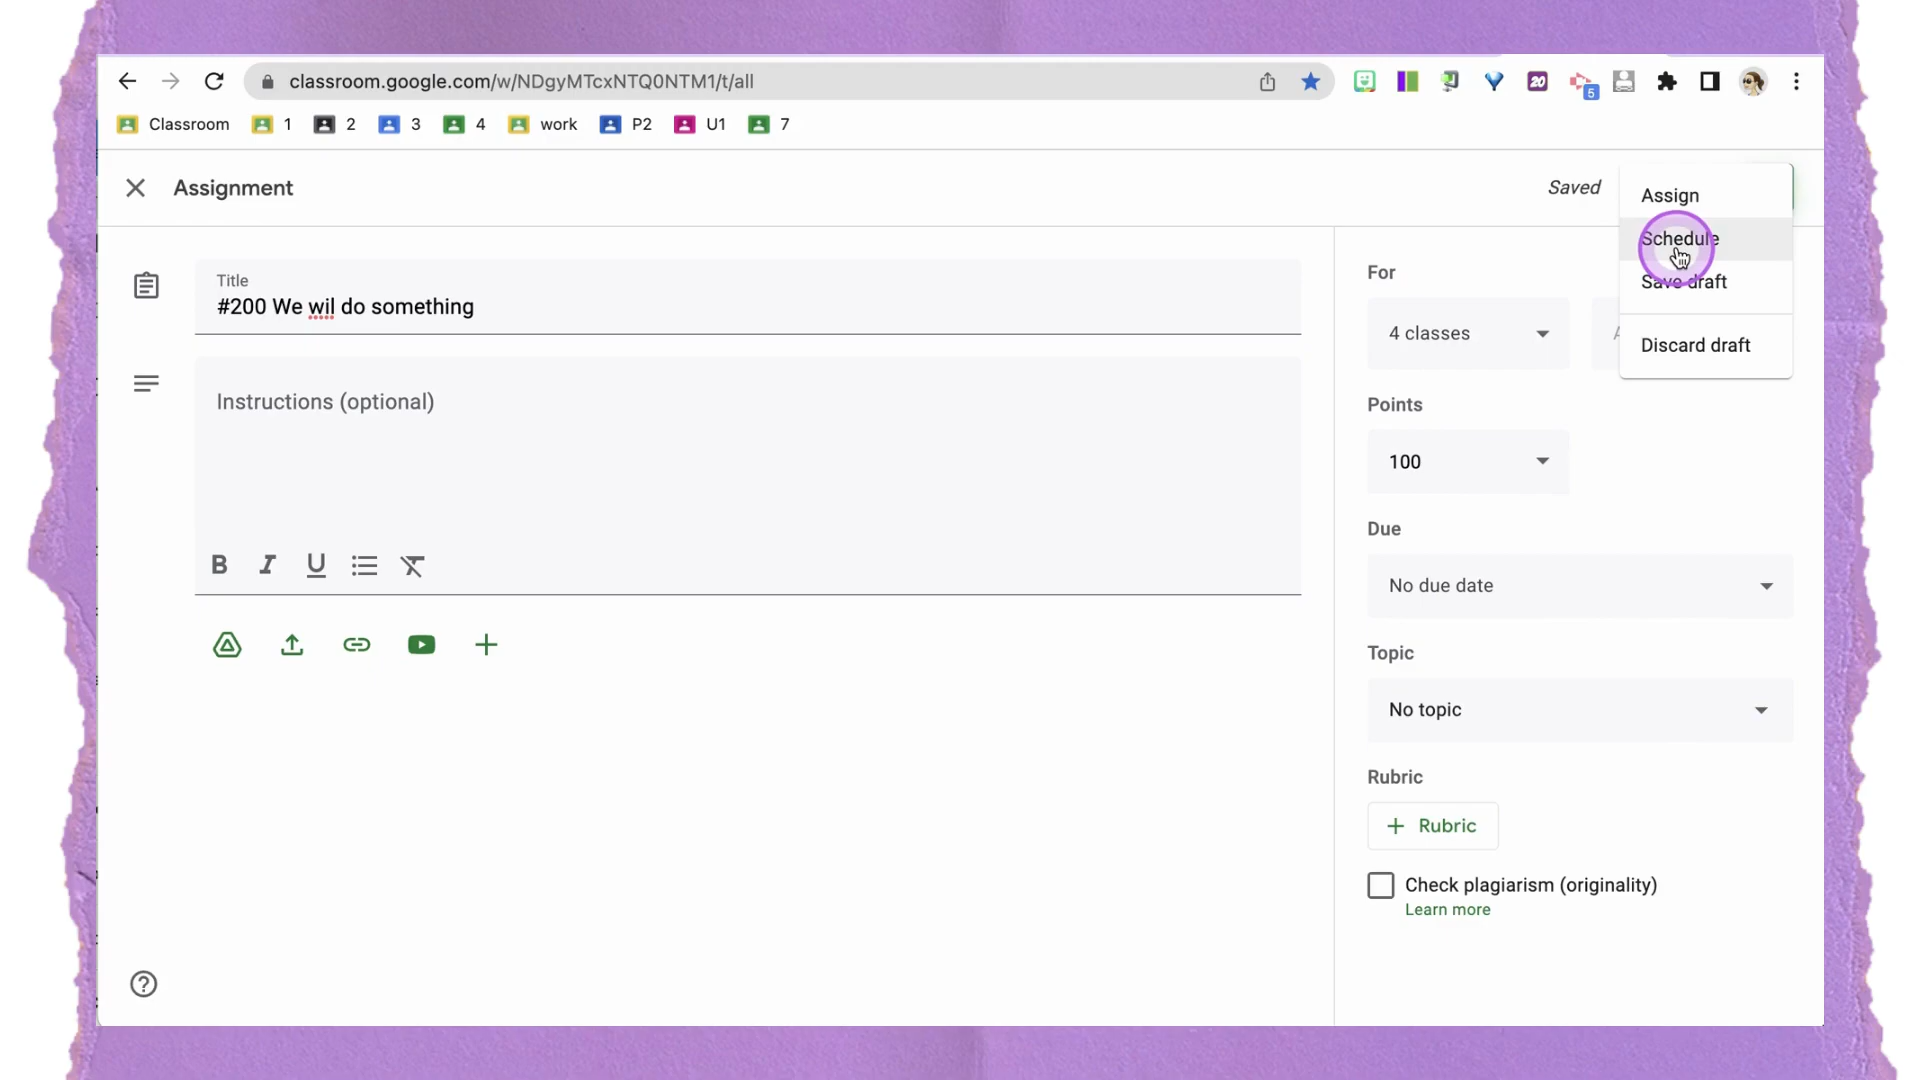 classroom.google.com/w/NDgyMTcxNTQ0NTM1/t/all
20
5
Classroom 1 2 3 4 work P2 U1 7
Assignment
Saved
Assign
Schedule
Save draft
Discard draft
Title
#200 We wil do something
Instructions (optional)
B I U
For
4 classes
Points
100
Due
No due date
Topic
No topic
Rubric
+ Rubric
Check plagiarism (originality)
Learn more